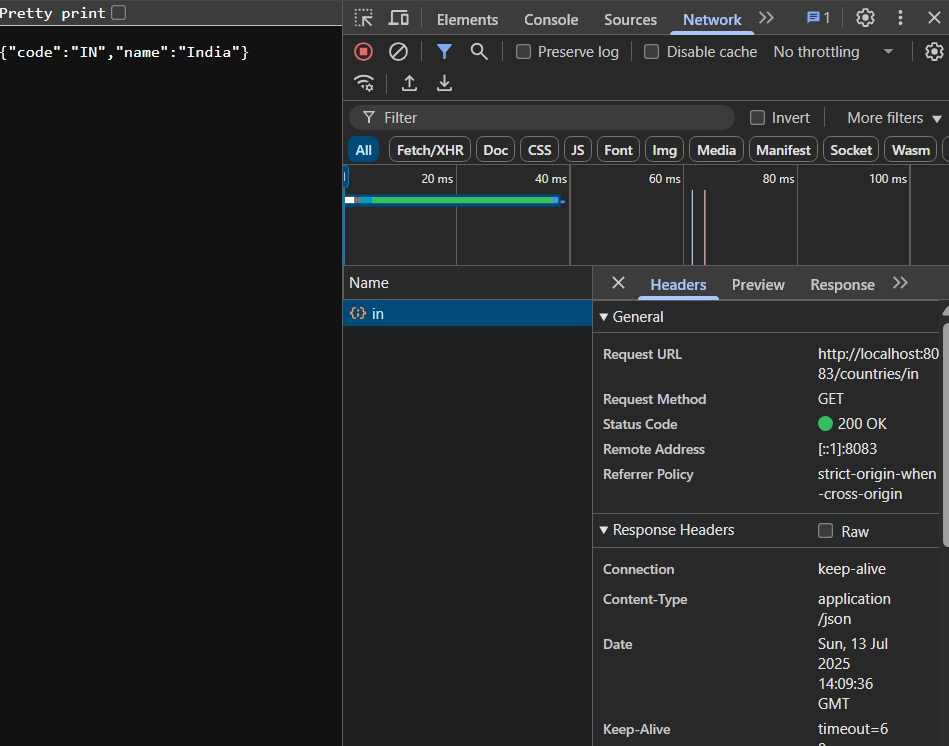 Pretty print
{"code":"IN","name":"India"}
Elements Console Sources Network 1
Preserve log Disable cache No throttling
Filter Invert More filters
All Fetch/XHR Doc CSS JS Font Img Media Manifest Socket Wasm
20 ms 40 ms 60 ms 80 ms 100 ms
Name
{;} in
Headers Preview Response
General
Request URL http://localhost:80
83/countries/in
Request Method GET
Status Code 200 OK
Remote Address [::1]:8083
Referrer Policy strict-origin-when
-cross-origin
Response Headers Raw
Connection keep-alive
Content-Type application
/json
Date Sun, 13 Jul
2025
14:09:36
GMT
Keep-Alive timeout=6